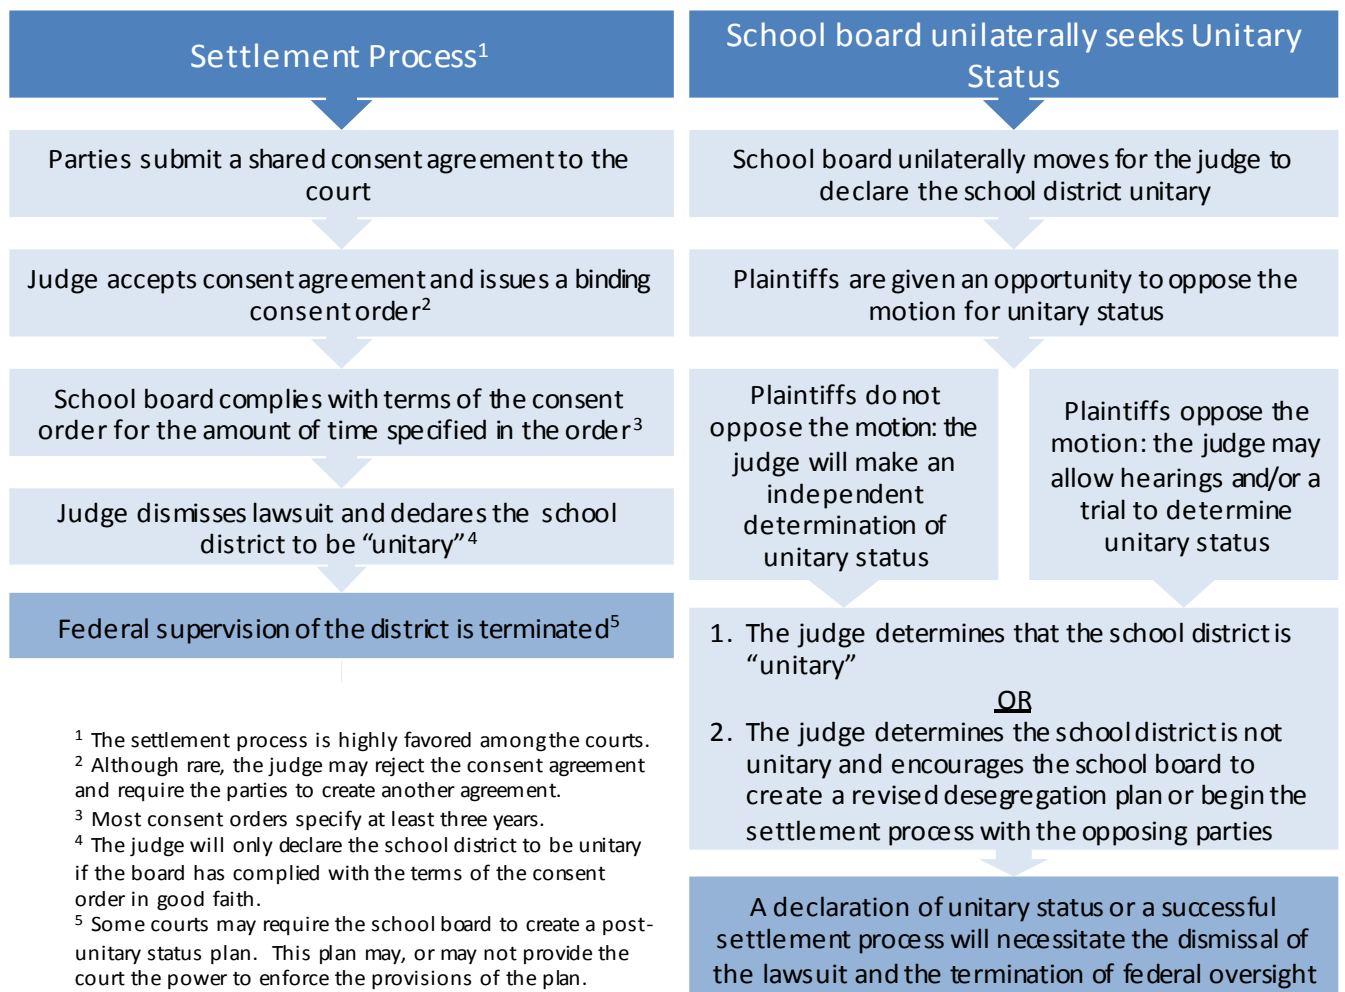 Settlement Process¹
Parties submit a shared consent agreement to the
court
Judge accepts consent agreement and issues a binding
consent order²
School board complies with terms of the consent
order for the amount of time specified in the order³
Judge dismisses lawsuit and declares the school
district to be “unitary”⁴
Federal supervision of the district is terminated⁵
¹ The settlement process is highly favored among the courts.
² Although rare, the judge may reject the consent agreement
and require the parties to create another agreement.
³ Most consent orders specify at least three years.
⁴ The judge will only declare the school district to be unitary
if the board has complied with the terms of the consent
order in good faith.
⁵ Some courts may require the school board to create a post-
unitary status plan. This plan may, or may not provide the
court the power to enforce the provisions of the plan.
School board unilaterally seeks Unitary
Status
School board unilaterally moves for the judge to
declare the school district unitary
Plaintiffs are given an opportunity to oppose the
motion for unitary status
Plaintiffs do not
oppose the motion: the
judge will make an
independent
determination of
unitary status
Plaintiffs oppose the
motion: the judge may
allow hearings and/or a
trial to determine
unitary status
1. The judge determines that the school district is
“unitary”
OR
2. The judge determines the school district is not
unitary and encourages the school board to
create a revised desegregation plan or begin the
settlement process with the opposing parties
A declaration of unitary status or a successful
settlement process will necessitate the dismissal of
the lawsuit and the termination of federal oversight